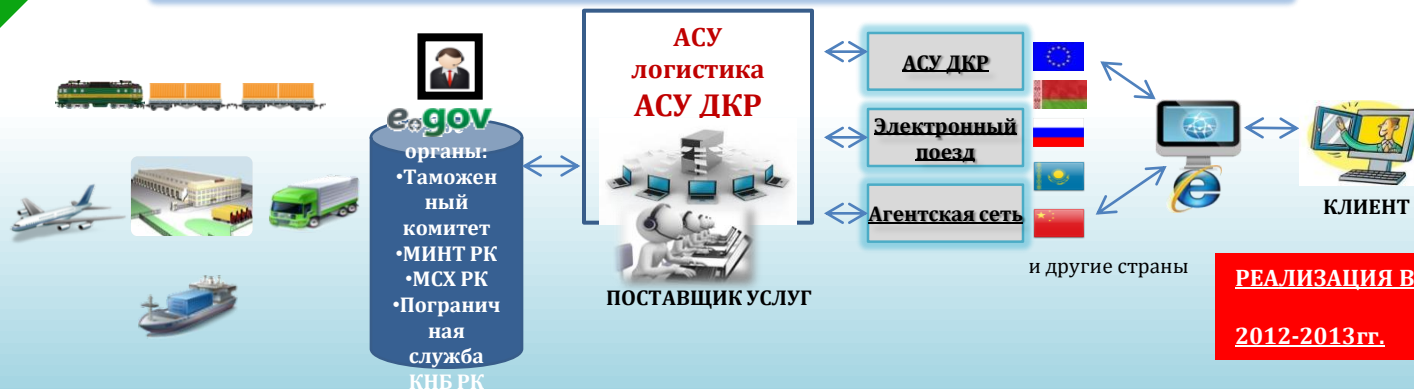 e gov
органы:
•Таможен
ный
комитет
•МИНТ РК
•МСХ РК
•Погранич
ная
служба
КНБ РК
АСУ
логистика
АСУ ДКР
ПОСТАВЩИК УСЛУГ
АСУ ДКР
Электронный
поезд
Агентская сеть
и другие страны
КЛИЕНТ
РЕАЛИЗАЦИЯ В
2012-2013гг.